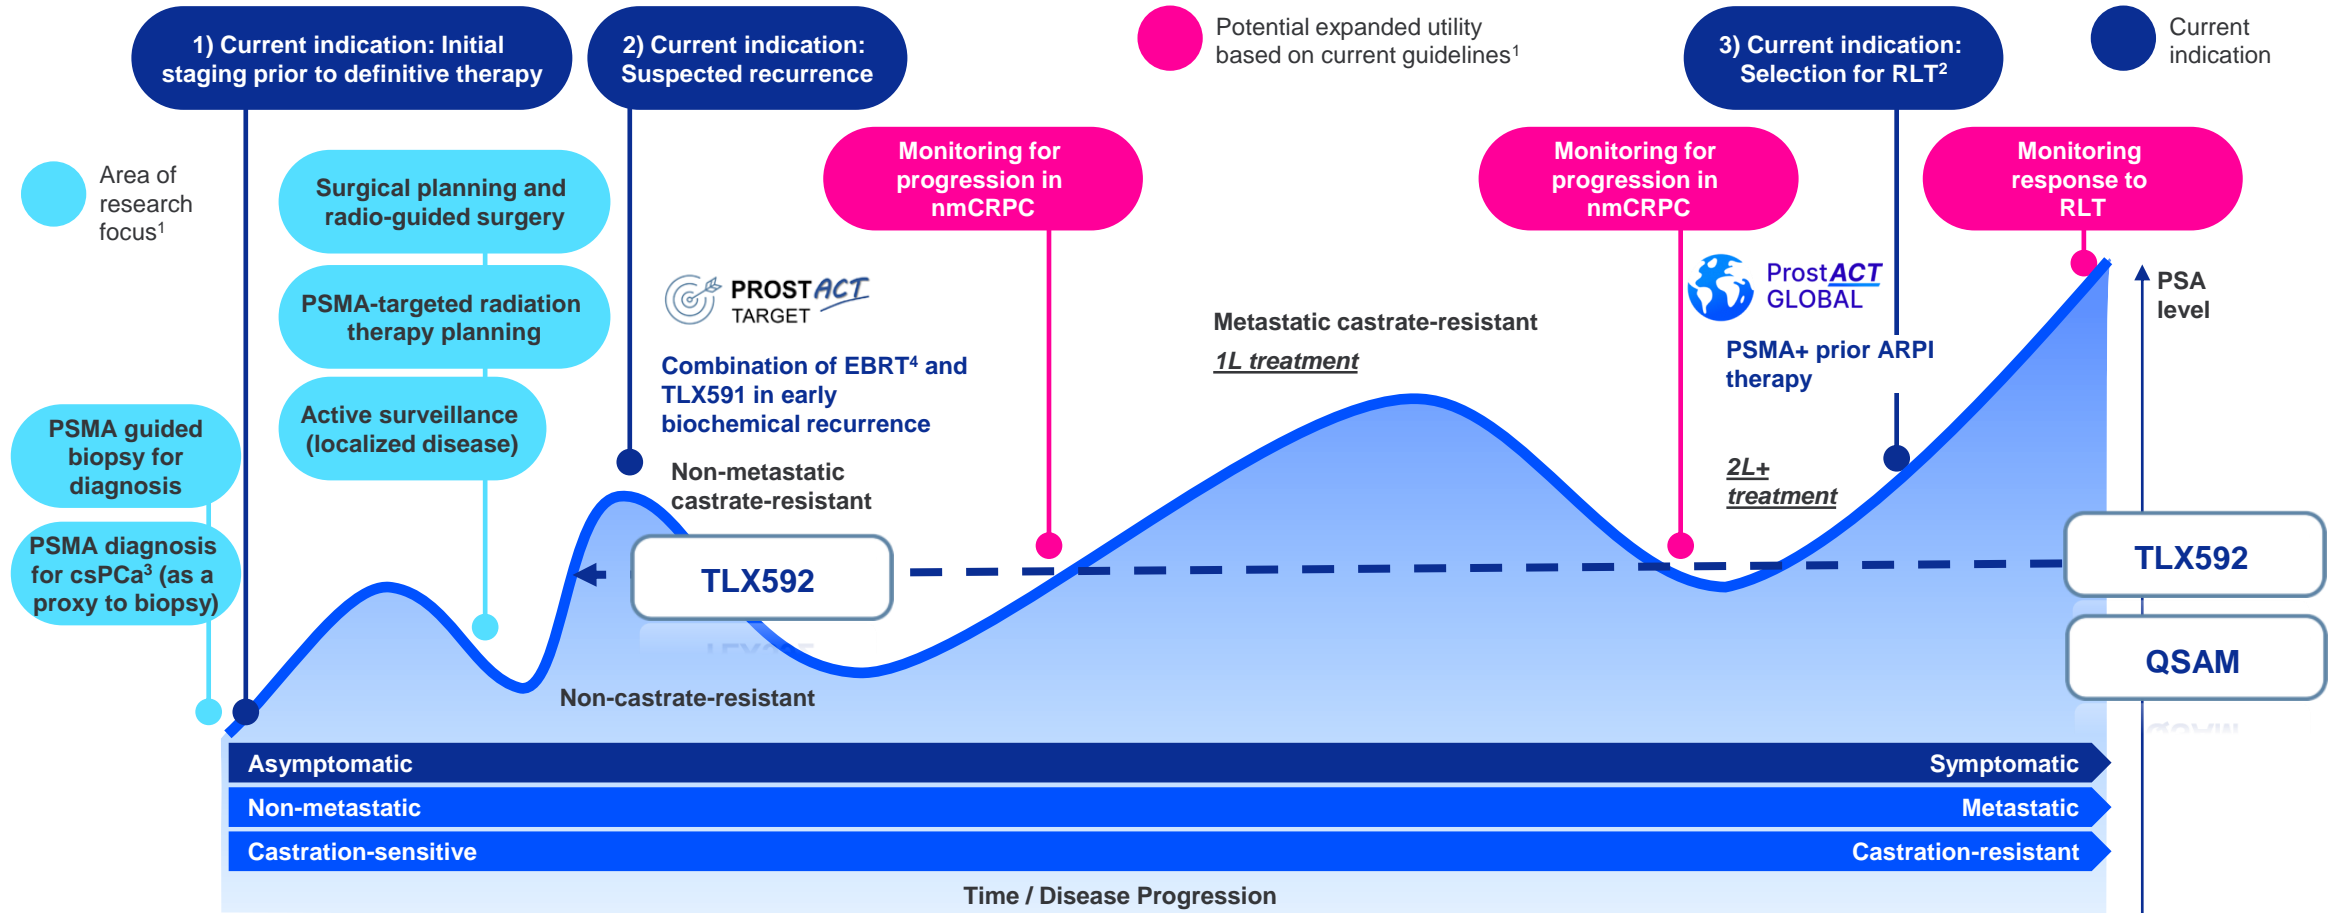 1) Current indication: Initial
staging prior to definitive therapy
2) Current indication:
Suspected recurrence
Potential expanded utility
based on current guidelines¹
3) Current indication:
Selection for RLT²
Current
indication
Area of
research
focus¹
Surgical planning and
radio-guided surgery
PSMA-targeted radiation
therapy planning
Active surveillance
(localized disease)
PSMA guided
biopsy for
diagnosis
PSMA diagnosis
for csPCa³ (as a
proxy to biopsy)
Monitoring for
progression in
nmCRPC
Monitoring for
progression in
nmCRPC
Monitoring
response to
RLT
PROSTACT
TARGET
Combination of EBRT⁴ and
TLX591 in early
biochemical recurrence
Non-metastatic
castrate-resistant
Metastatic castrate-resistant
1L treatment
ProstACT
GLOBAL
PSMA+ prior ARPI
therapy
2L+
treatment
PSA
level
TLX592
TLX592
QSAM
Non-castrate-resistant
Asymptomatic
Symptomatic
Non-metastatic
Metastatic
Castration-sensitive
Castration-resistant
Time / Disease Progression